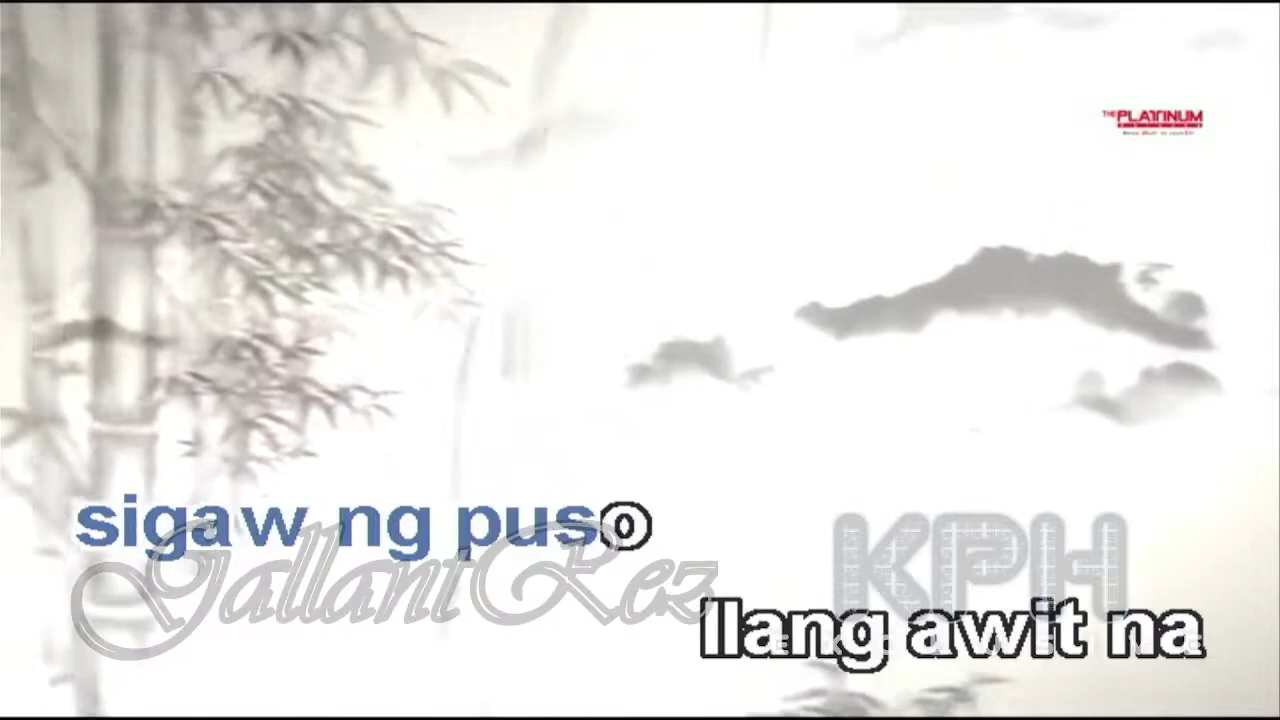 THE PLATINUM
sigaw ng puso
GallantRez
KPH
Ilang awit na